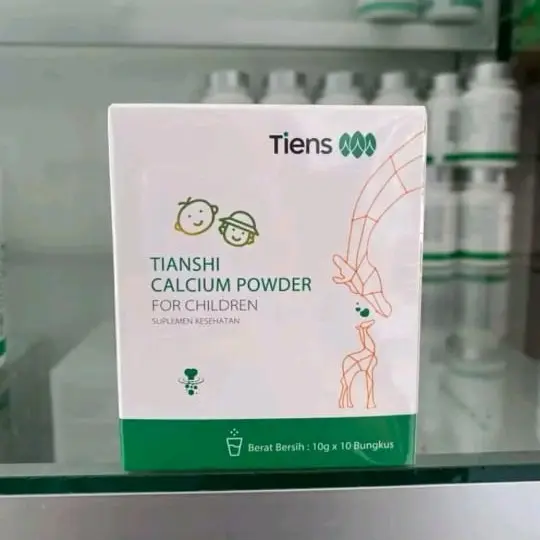 Tiens
TIANSHI
CALCIUM POWDER
FOR CHILDREN
SUPLEMEN KESEHATAN
Berat Bersih : 10g x 10 Bungkus